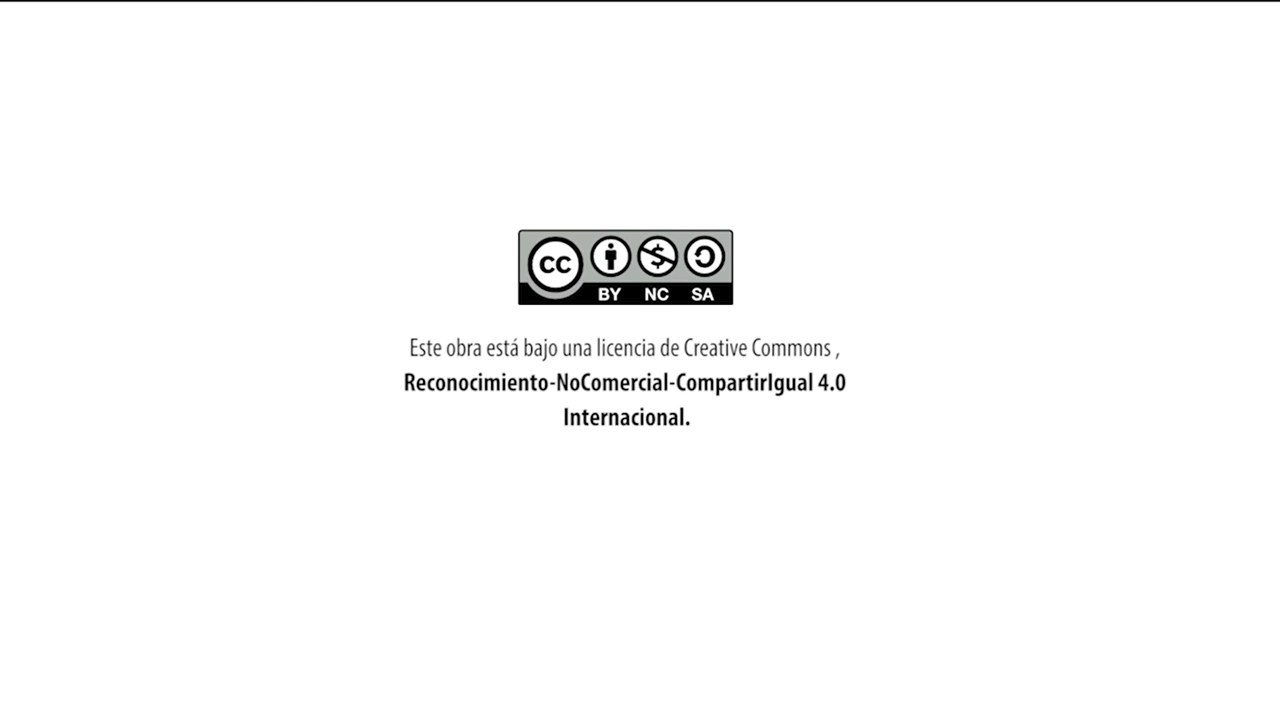 CC BY NC SA
Este obra está bajo una licencia de Creative Commons ,
Reconocimiento-NoComercial-CompartirIgual 4.0
Internacional.